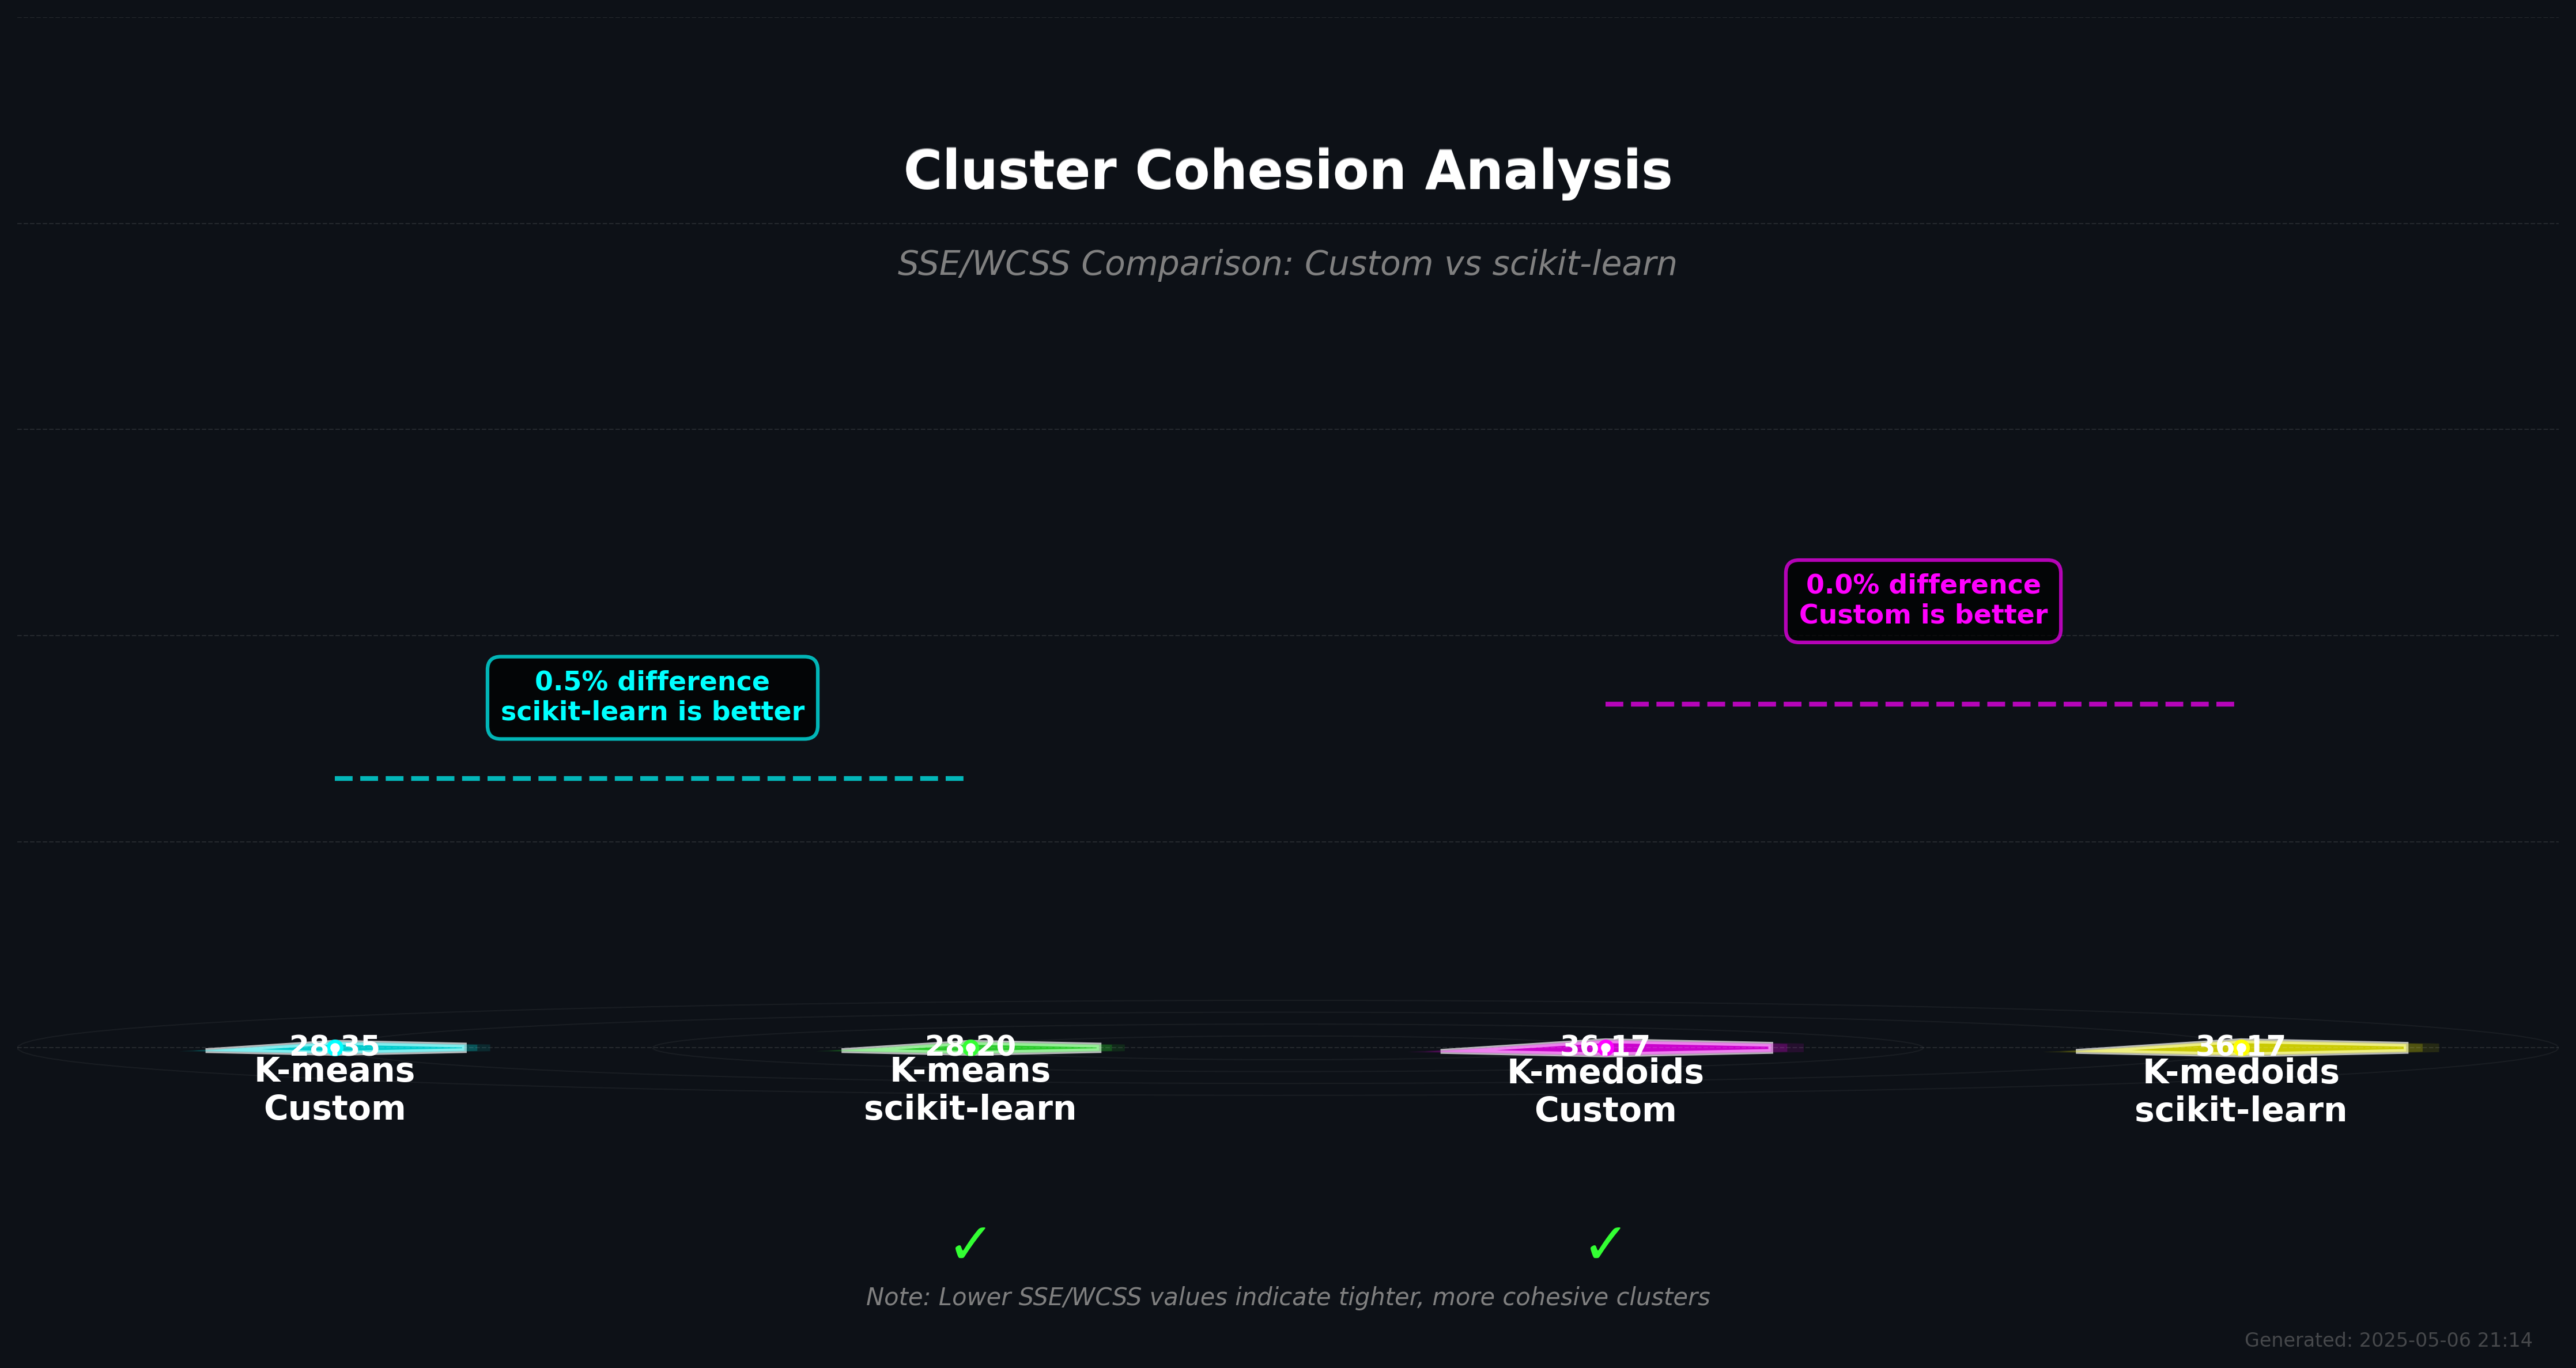 Cluster Cohesion Analysis
SSE/WCSS Comparison: Custom vs scikit-learn
0.0% difference
Custom is better
0.5% difference
scikit-learn is better
28.35
K-means
Custom
28.20
K-means
scikit-learn
36.17
K-medoids
Custom
36.17
K-medoids
scikit-learn
✓
✓
Note: Lower SSE/WCSS values indicate tighter, more cohesive clusters
Generated: 2025-05-06 21:14